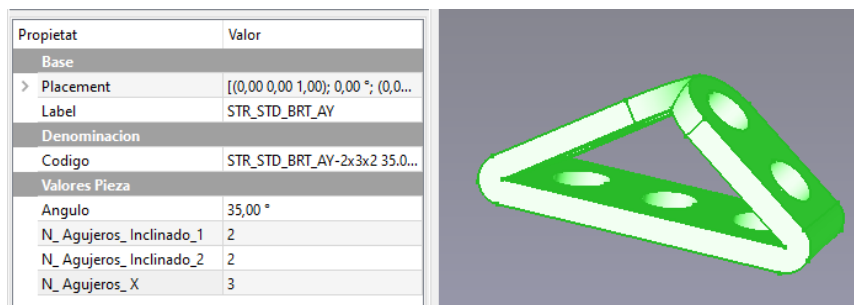 Propietat Valor
Base
Placement [(0,00 0,00 1,00); 0,00 °; (0,0...
Label STR_STD_BRT_AY
Denominacion
Codigo STR_STD_BRT_AY-2x3x2 35.0...
Valores Pieza
Angulo 35,00 °
N_ Agujeros_ Inclinado_1 2
N_ Agujeros_ Inclinado_2 2
N_ Agujeros_ X 3